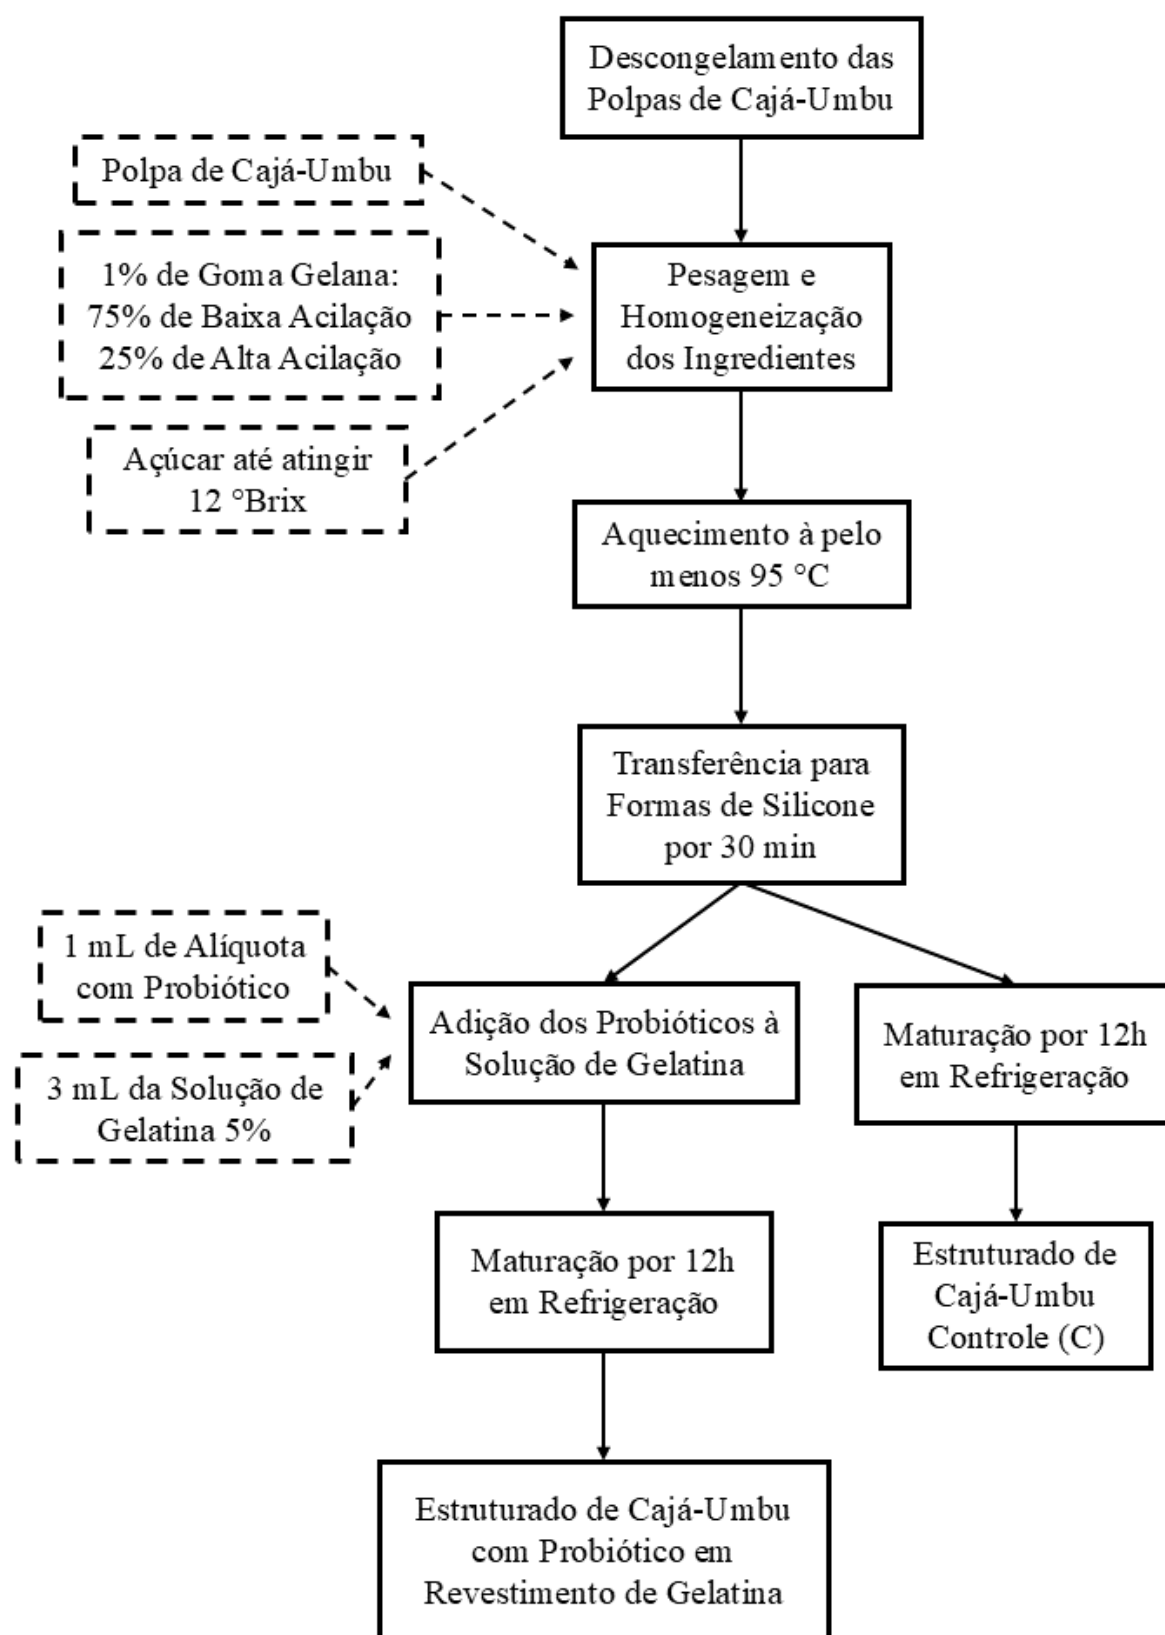 Descongelamento das
Polpas de Cajá-Umbu
Polpa de Cajá-Umbu
1% de Goma Gelana:
75% de Baixa Acilação
25% de Alta Acilação
Açúcar até atingir
12 °Brix
Pesagem e
Homogeneização
dos Ingredientes
Aquecimento à pelo
menos 95 °C
Transferência para
Formas de Silicone
por 30 min
1 mL de Alíquota
com Probiótico
3 mL da Solução de
Gelatina 5%
Adição dos Probióticos à
Solução de Gelatina
Maturação por 12h
em Refrigeração
Maturação por 12h
em Refrigeração
Estruturado de
Cajá-Umbu
Controle (C)
Estruturado de Cajá-Umbu
com Probiótico em
Revestimento de Gelatina